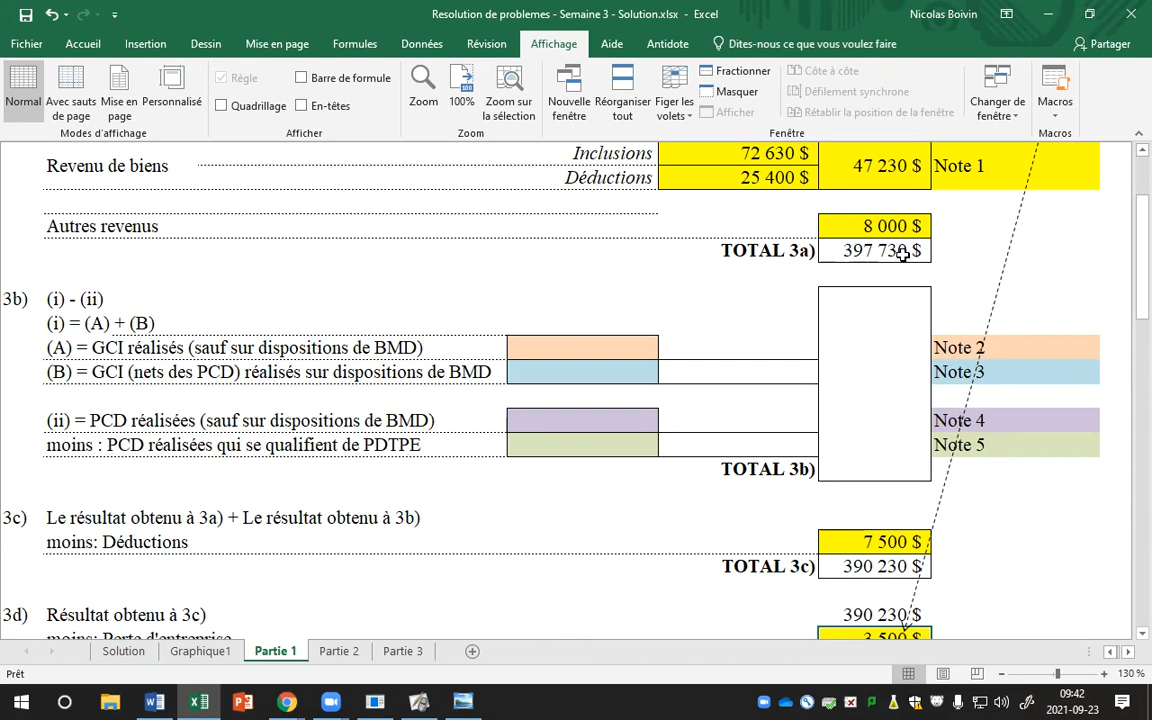 Resolution de problemes - Semaine 3 - Solution.xlsx - Excel
Nicolas Boivin
Fichier Accueil Insertion Dessin Mise en page Formules Données Révision Affichage Aide Antidote Dites-nous ce que vous voulez faire Partager
Normal
Avec sauts de page
Mise en page
Personnalisé
Modes d'affichage
Règle
Barre de formule
Quadrillage
En-têtes
Afficher
Zoom
100%
Zoom sur la sélection
Zoom
Nouvelle fenêtre
Réorganiser tout
Figer les volets
Fractionner
Masquer
Afficher
Côte à côte
Défilement synchrone
Rétablir la position de la fenêtre
Changer de fenêtre
Fenêtre
Macros
Macros
Inclusions 72 630 $
Revenu de biens 47 230 $ Note 1
Déductions 25 400 $
Autres revenus 8 000 $
TOTAL 3a) 397 730 $
3b) (i) - (ii)
(i) = (A) + (B)
(A) = GCI réalisés (sauf sur dispositions de BMD) Note 2
(B) = GCI (nets des PCD) réalisés sur dispositions de BMD Note 3
(ii) = PCD réalisées (sauf sur dispositions de BMD) Note 4
moins : PCD réalisées qui se qualifient de PDTPE Note 5
TOTAL 3b)
3c) Le résultat obtenu à 3a) + Le résultat obtenu à 3b)
moins: Déductions 7 500 $
TOTAL 3c) 390 230 $
3d) Résultat obtenu à 3c) 390 230 $
moins: Perte d'entreprise 3 500 $
Solution Graphique1 Partie 1 Partie 2 Partie 3
Prêt
130 %
09:42
2021-09-23